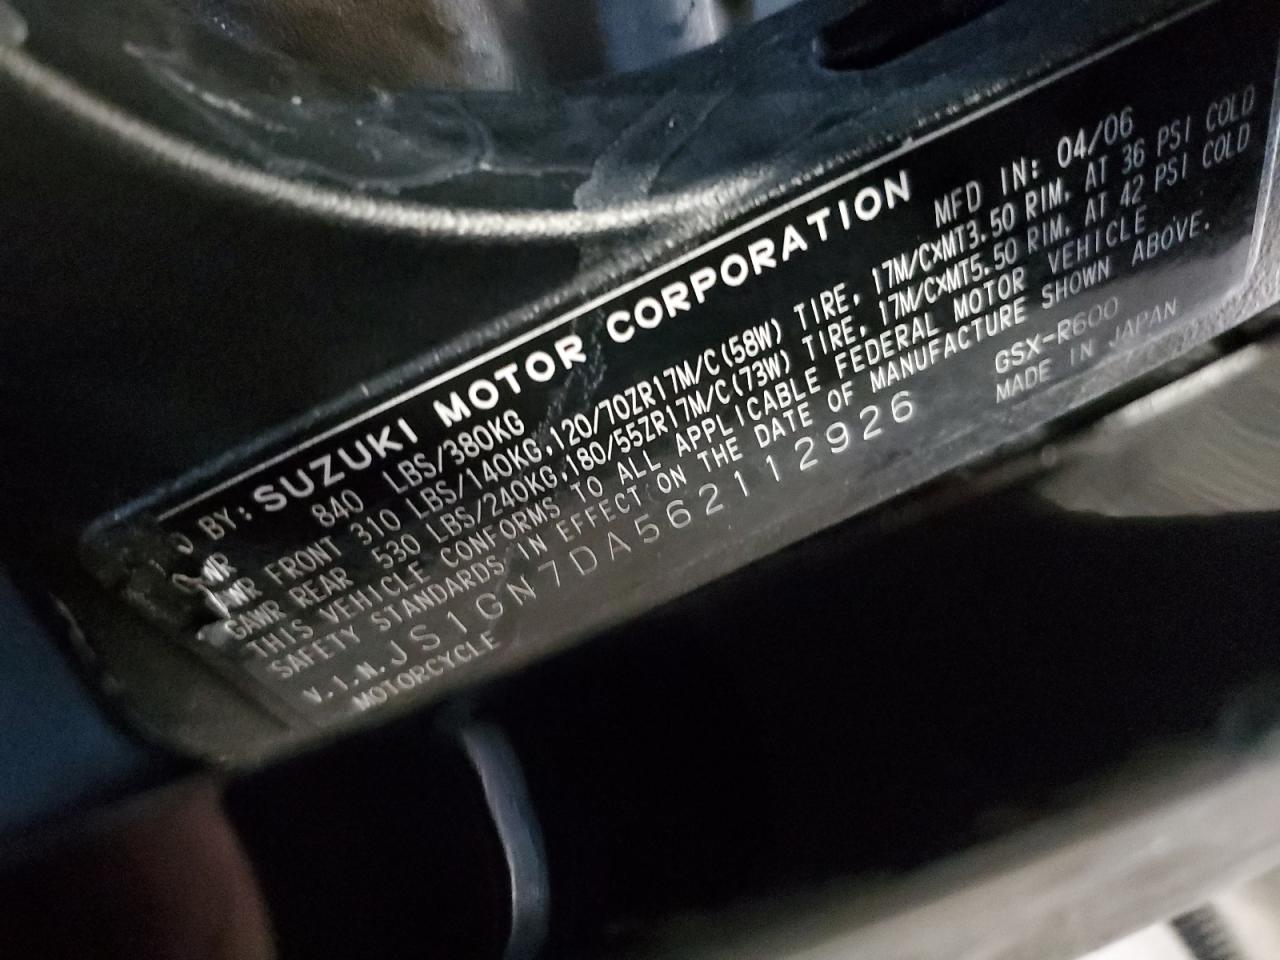 BY: SUZUKI MOTOR CORPORATION MFD IN: 04/06
840 LBS/380KG
FRONT 310 LBS/140KG, 120/70ZR17M/C(58W) TIRE, 17M/CxMT3.50 RIM, AT 36 PSI COLD
GAWR REAR 530 LBS/240KG, 180/55ZR17M/C(73W) TIRE, 17M/CxMT5.50 RIM, AT 42 PSI COLD
THIS VEHICLE CONFORMS TO ALL APPLICABLE FEDERAL MOTOR VEHICLE
SAFETY STANDARDS IN EFFECT ON THE DATE OF MANUFACTURE SHOWN ABOVE.
V.I.N. JS1GN7DA562112926 GSX-R600
MOTORCYCLE MADE IN JAPAN